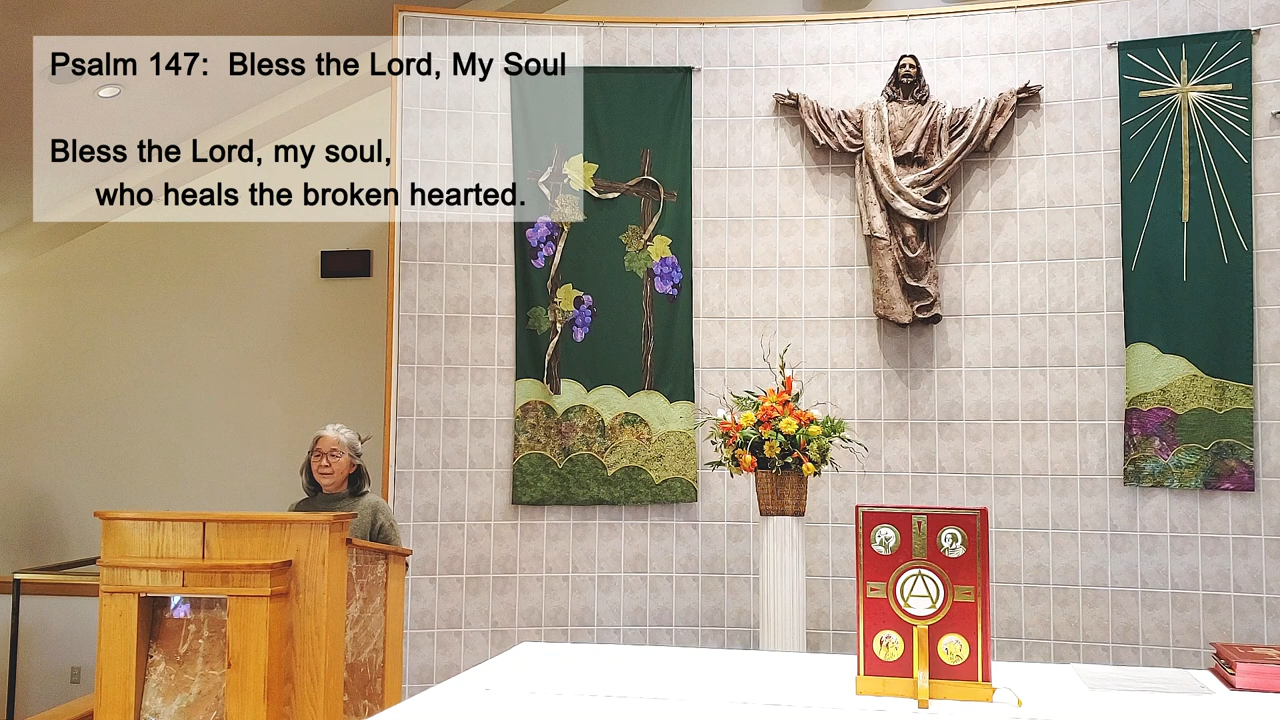 Psalm 147:  Bless the Lord, My Soul
Bless the Lord, my soul,
who heals the broken hearted.